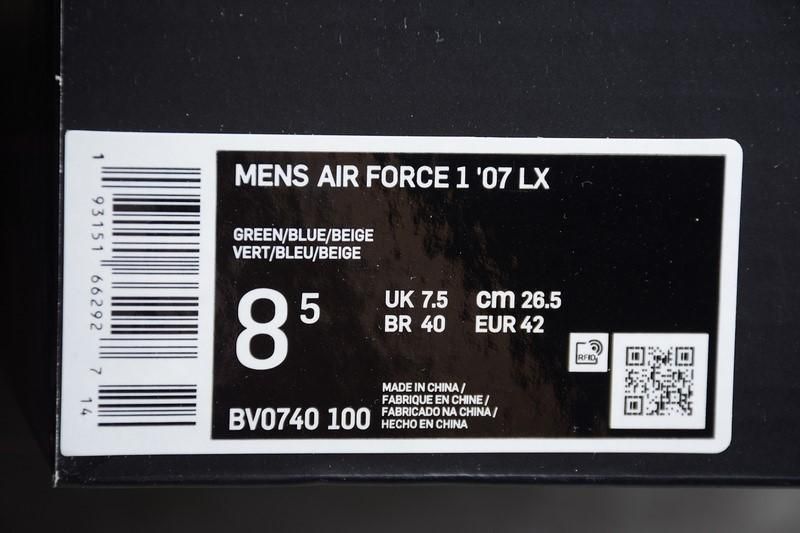 MENS AIR FORCE 1 '07 LX
GREEN/BLUE/BEIGE
VERT/BLEU/BEIGE
8 5
UK 7.5 cm 26.5
BR 40 EUR 42
RFID
MADE IN CHINA /
FABRIQUE EN CHINE /
FABRICADO NA CHINA /
HECHO EN CHINA
BV0740 100
1 93151 66292 7 14